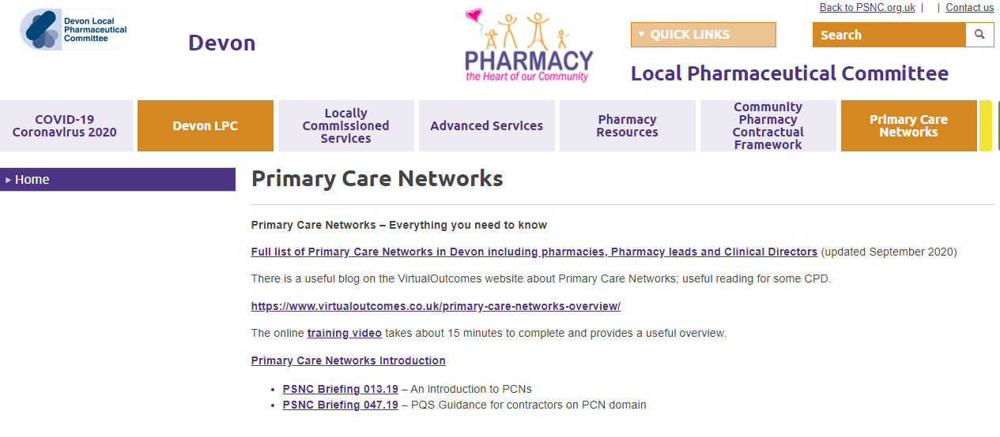 Back to PSNC.org.uk | | Contact us
Devon Local
Pharmaceutical
Committee
Devon
PHARMACY
the Heart of our Community
QUICK LINKS
Search
Local Pharmaceutical Committee
COVID-19
Coronavirus 2020
Devon LPC
Locally
Commissioned
Services
Advanced Services
Pharmacy
Resources
Community
Pharmacy
Contractual
Framework
Primary Care
Networks
Home
Primary Care Networks
Primary Care Networks – Everything you need to know
Full list of Primary Care Networks in Devon including pharmacies, Pharmacy leads and Clinical Directors (updated September 2020)
There is a useful blog on the VirtualOutcomes website about Primary Care Networks; useful reading for some CPD.
https://www.virtualoutcomes.co.uk/primary-care-networks-overview/
The online training video takes about 15 minutes to complete and provides a useful overview.
Primary Care Networks Introduction
• PSNC Briefing 013.19 – An introduction to PCNs
• PSNC Briefing 047.19 – PQS Guidance for contractors on PCN domain